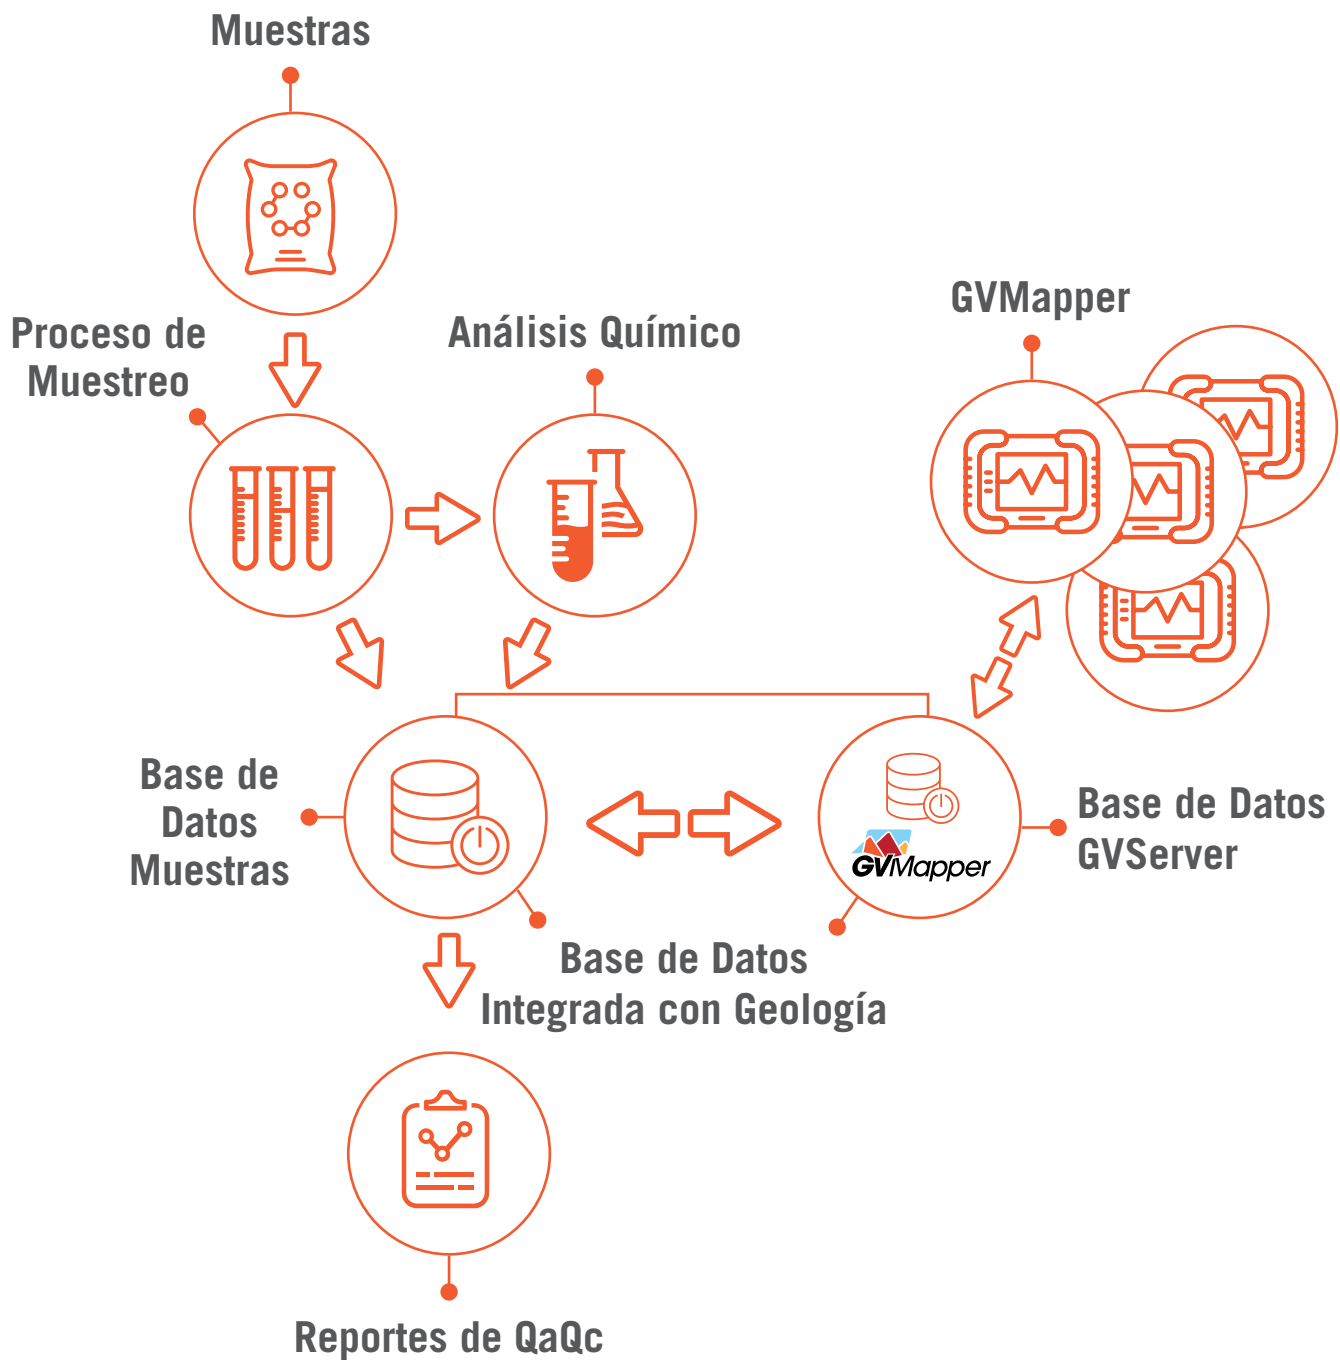 Muestras
Proceso de
Muestreo
Análisis Químico
GVMapper
Base de
Datos
Muestras
GVMapper
Base de Datos
GVServer
Base de Datos
Integrada con Geología
Reportes de QaQc